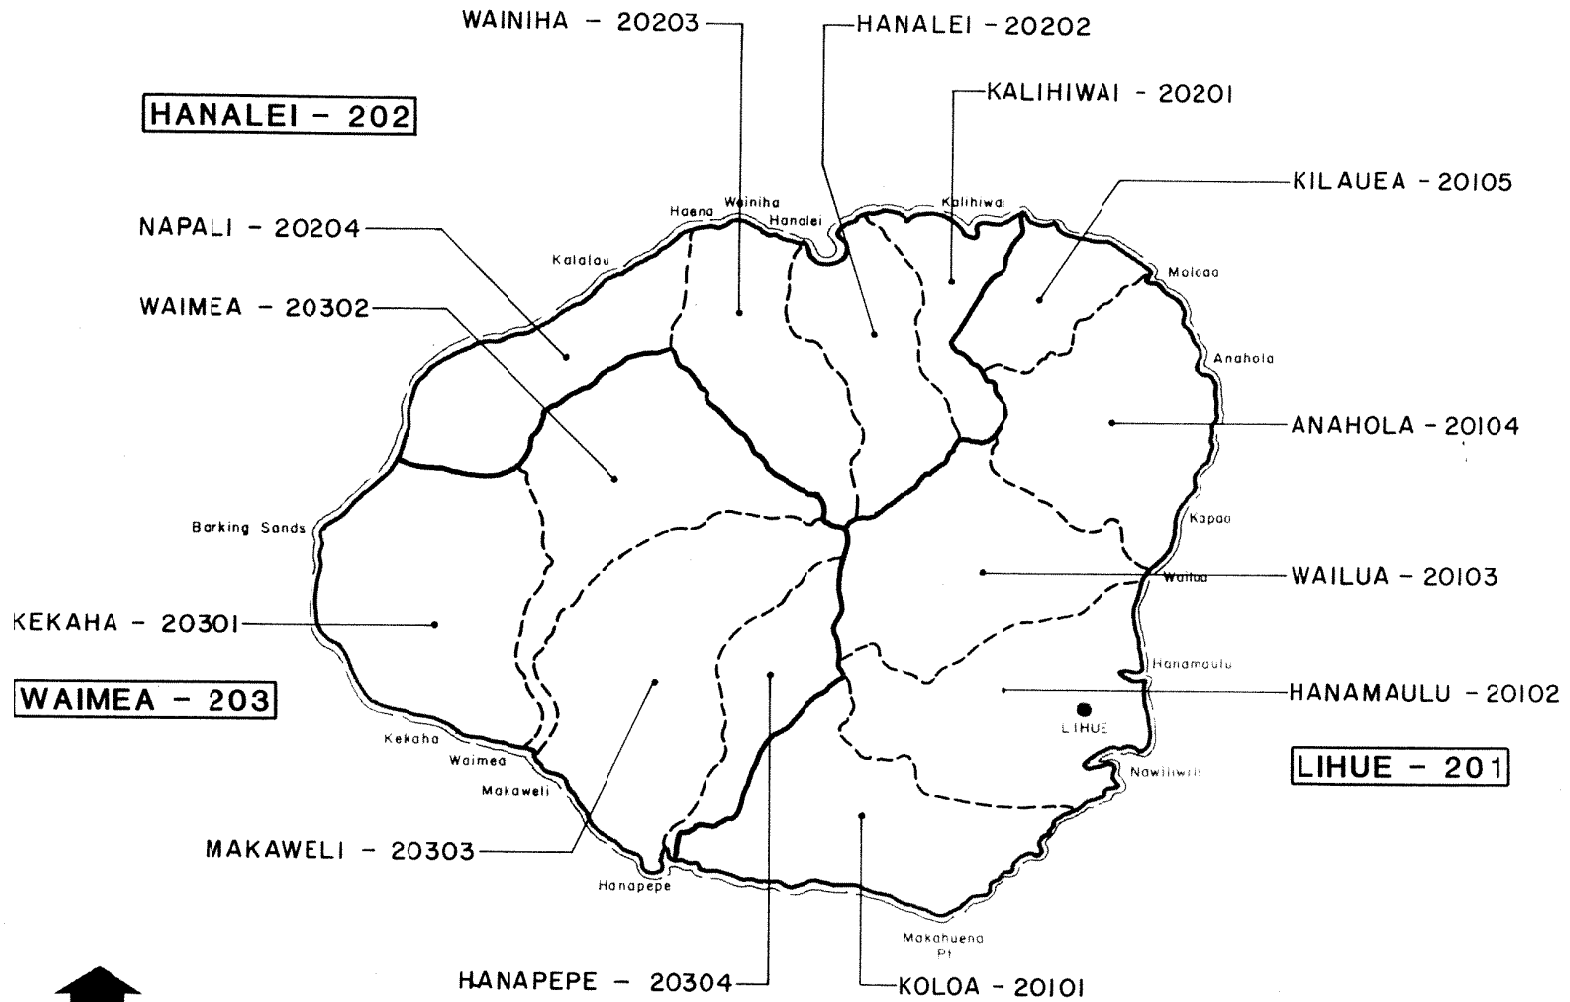 WAINIHA - 20203
HANALEI - 20202
KALIHIWAI - 20201
HANALEI - 202
KILAUEA - 20105
NAPALI - 20204
Haena
Wainiha
Hanalei
Kalihiwai
Kalalau
Moloaa
WAIMEA - 20302
Anahola
ANAHOLA - 20104
Barking Sands
Kapaa
Wailua
WAILUA - 20103
KEKAHA - 20301
Hanamaulu
WAIMEA - 203
HANAMAULU - 20102
LIHUE
Kekaha
Waimea
Nawiliwili
LIHUE - 201
Makaweli
MAKAWELI - 20303
Hanapepe
Makahuena
Pt
HANAPEPE - 20304
KOLOA - 20101